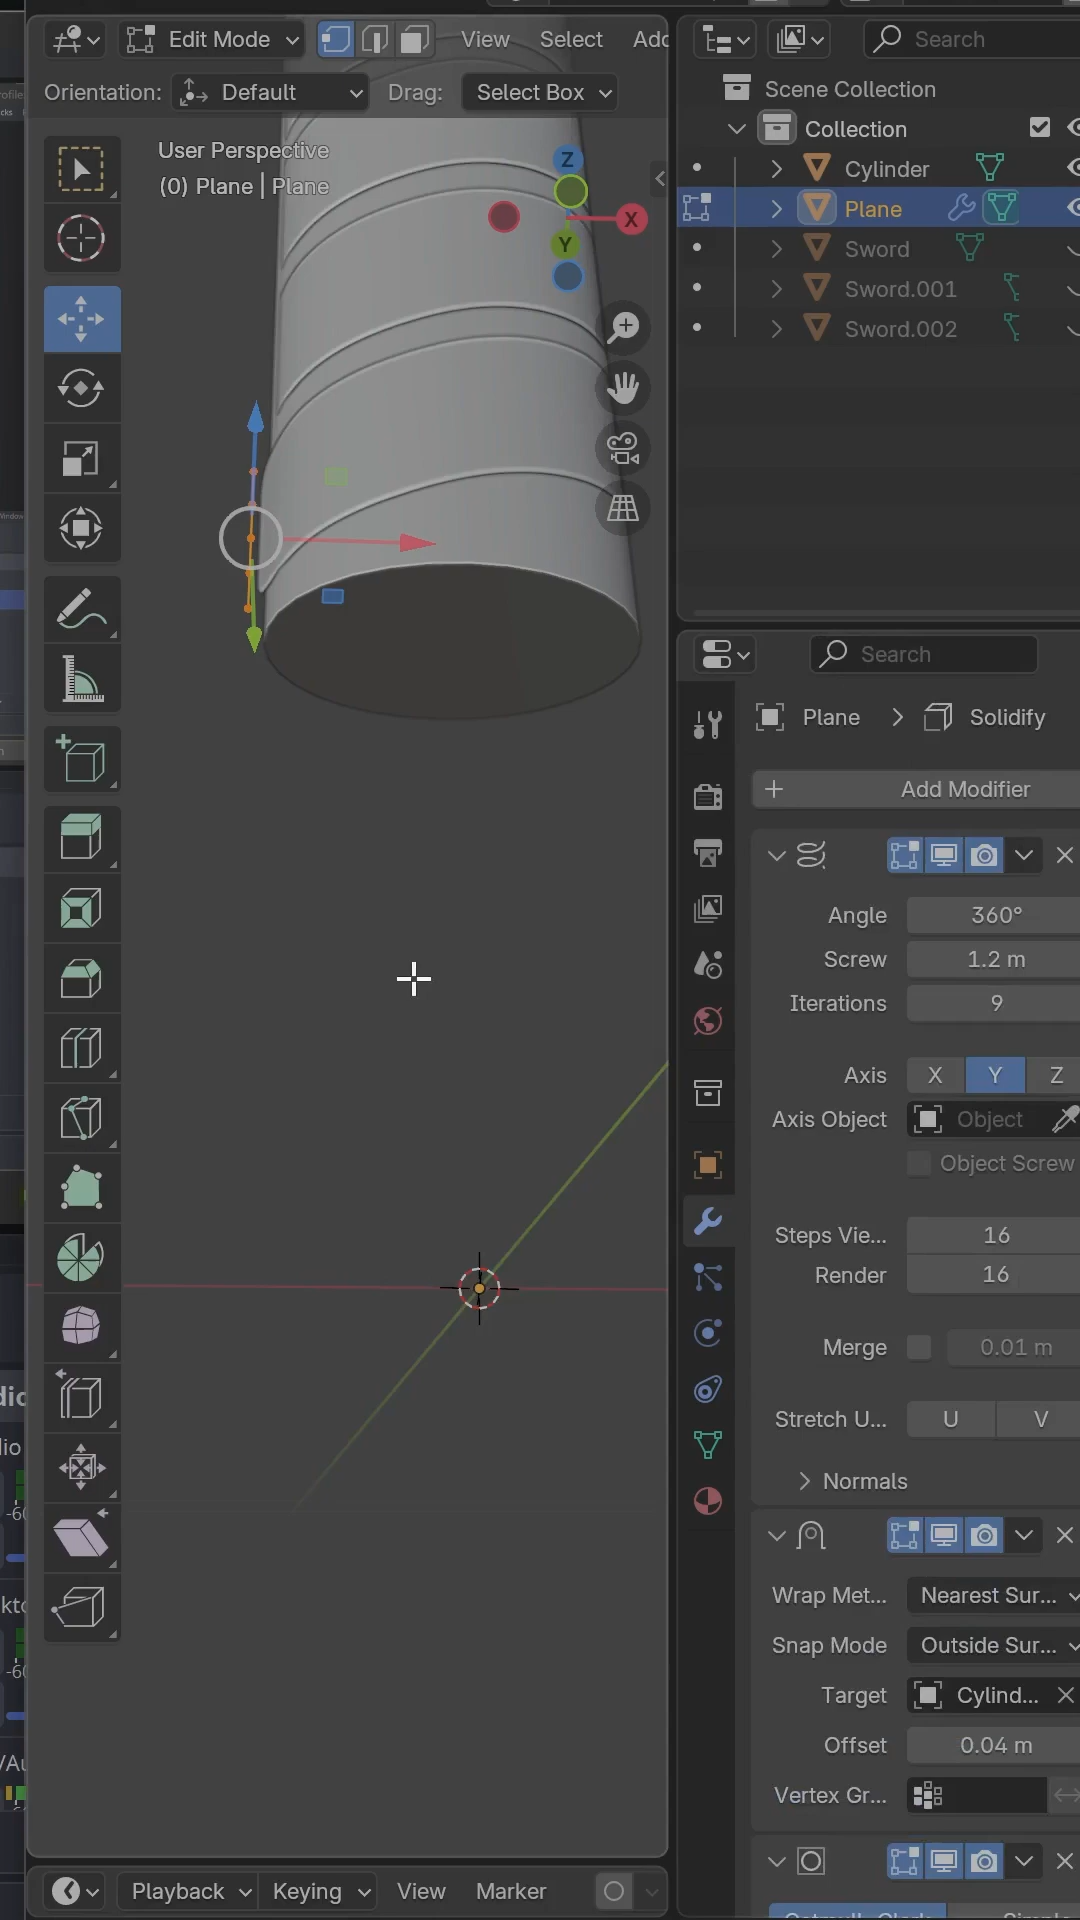 Edit Mode
View
Select
Orientation:
Default
Drag:
Select Box
User Perspective
(0) Plane | Plane
Z
X
Y
Search
Scene Collection
Collection
Cylinder
Plane
Sword
Sword.001
Sword.002
Search
Plane > Solidify
+ Add Modifier
Angle 360°
Screw 1.2 m
Iterations 9
Axis X Y Z
Axis Object Object
Object Screw
Steps Vie... 16
Render 16
Merge 0.01 m
Stretch U... U V
Normals
Wrap Met... Nearest Sur...
Snap Mode Outside Sur...
Target Cylind...
Offset 0.04 m
Vertex Gr...
Playback
Keying
View
Marker